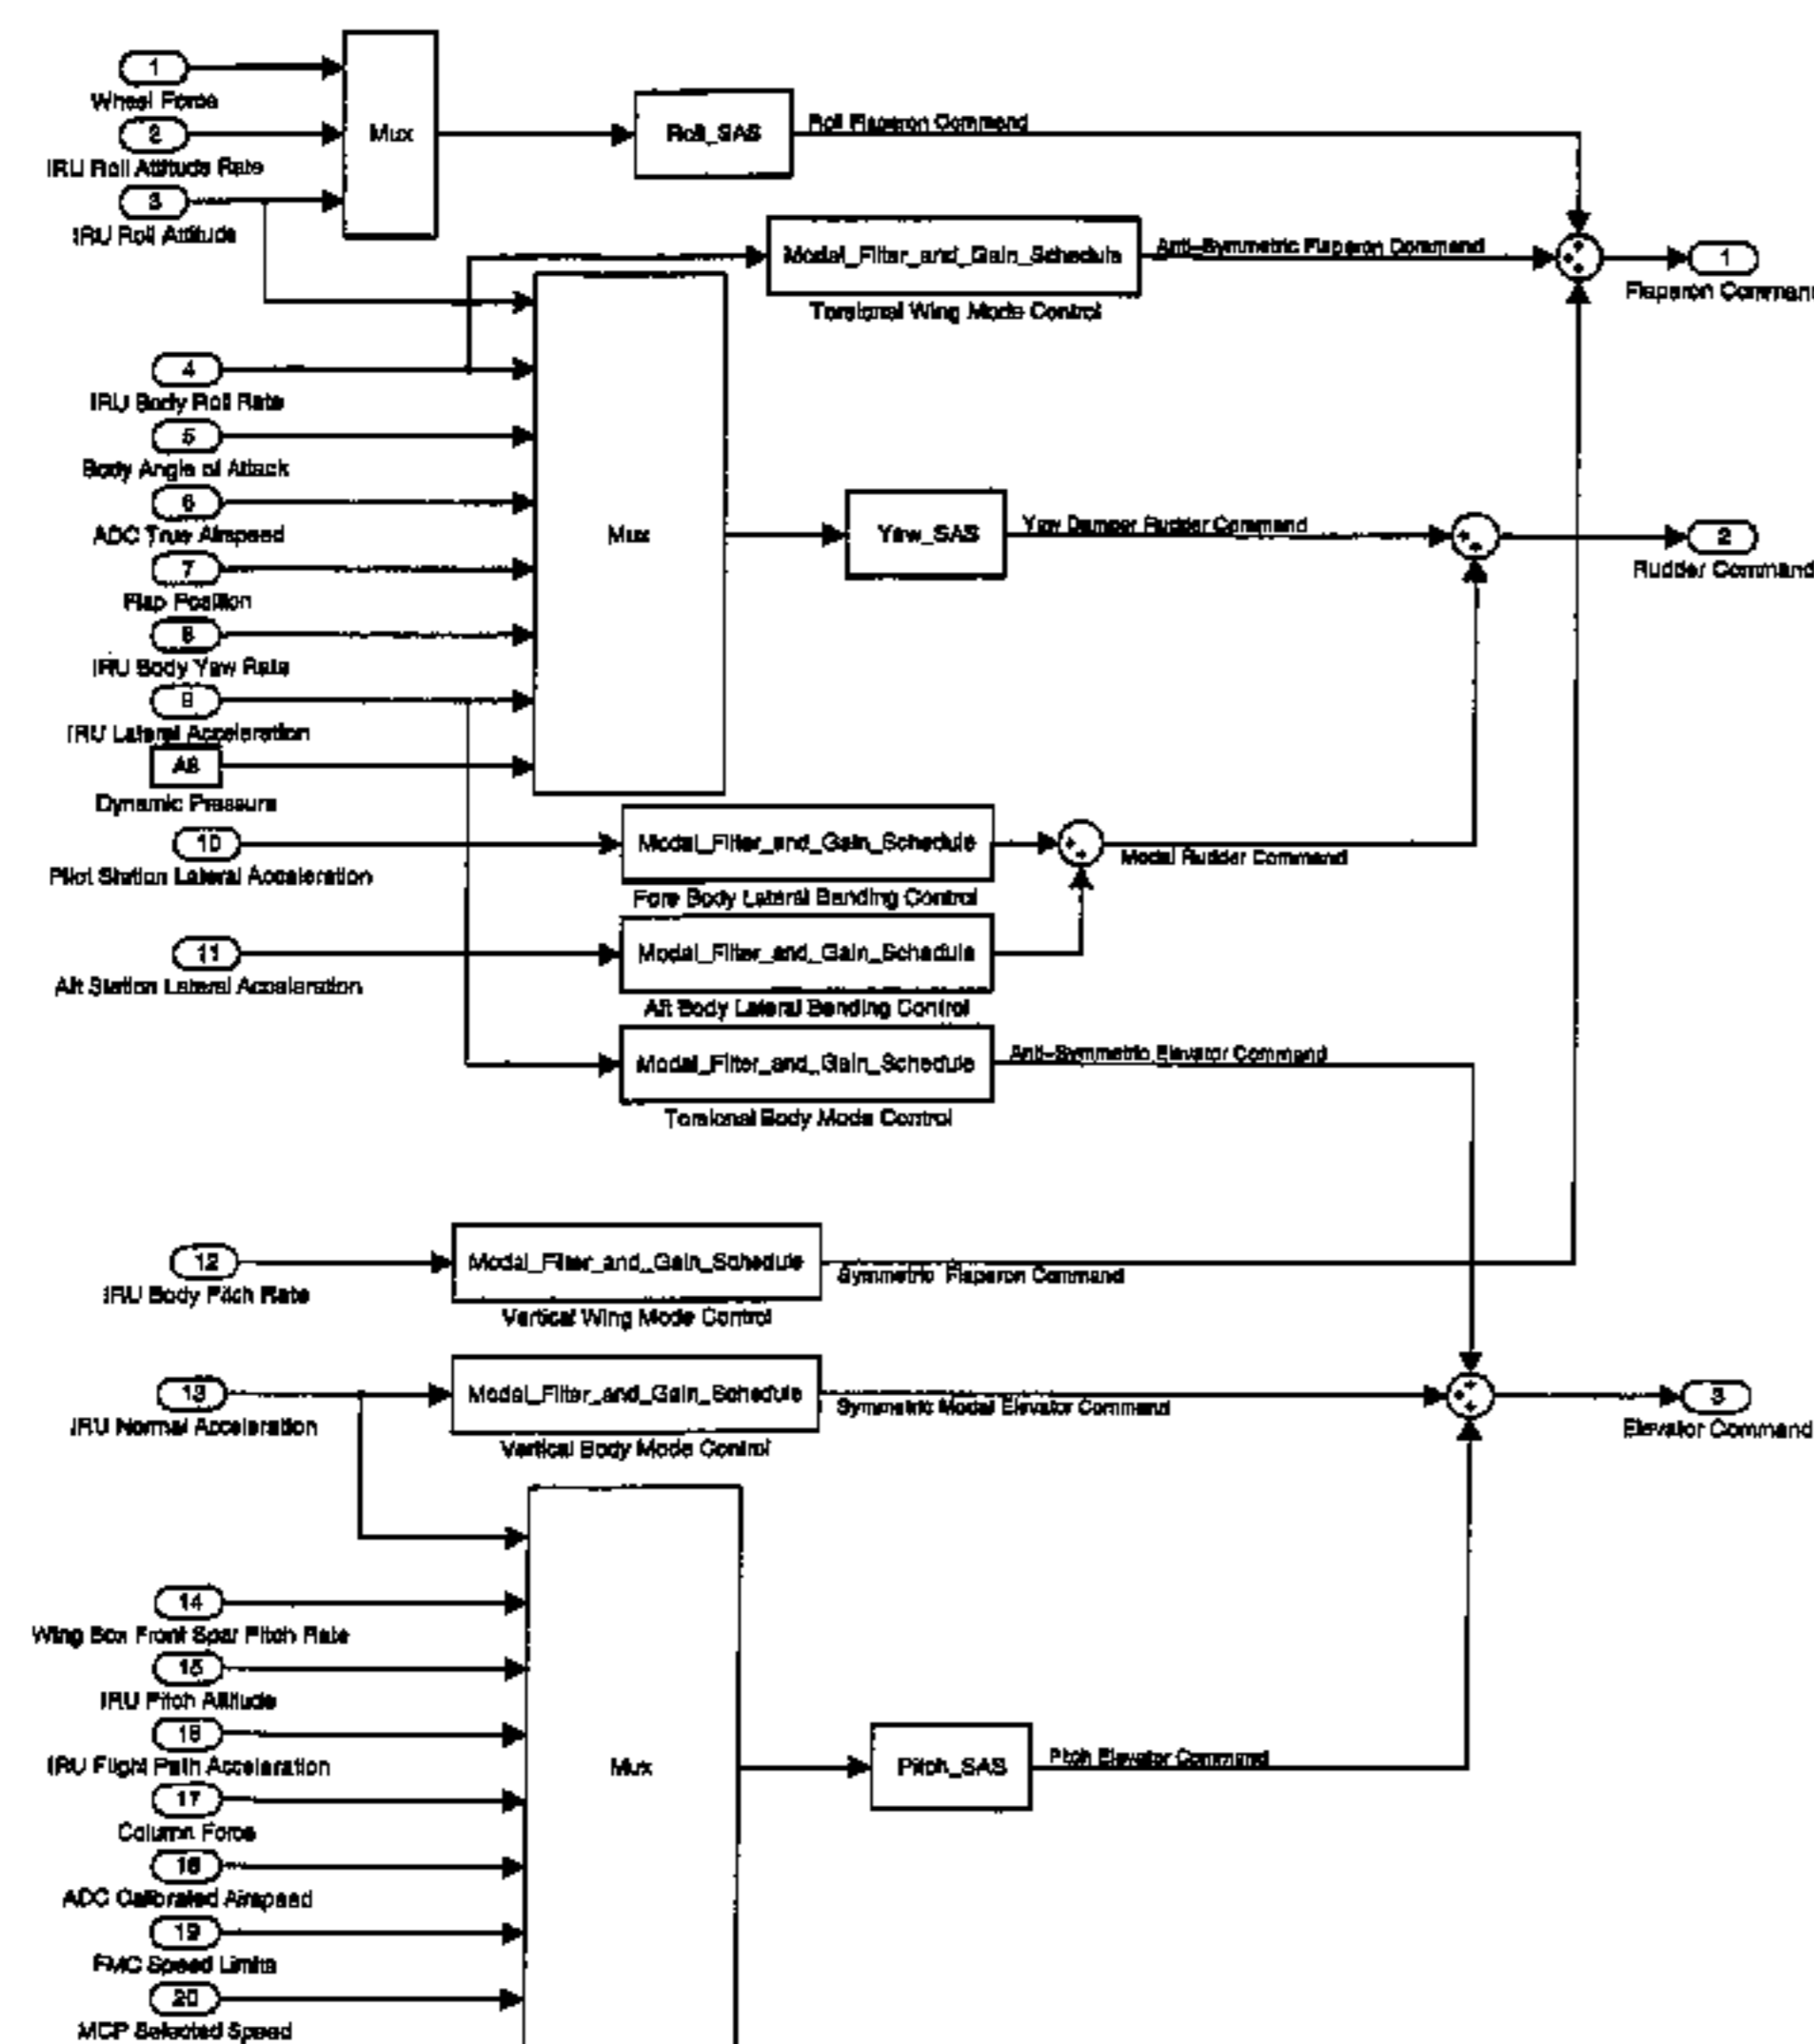 1
Wheel Force
2
IRU Roll Attitude Rate
3
IRU Roll Attitude
Mux
Roll_SAS
Roll Flaperon Command
Modal_Filter_and_Gain_Schedule
Torsional Wing Mode Control
Anti-Symmetric Flaperon Command
1
Flaperon Comman
4
IRU Body Roll Rate
5
Body Angle of Attack
6
ADC True Airspeed
7
Flap Position
8
IRU Body Yaw Rate
9
IRU Lateral Acceleration
Dynamic Pressure
Mux
Yaw_SAS
Yaw Damper Rudder Command
2
Rudder Command
10
Pilot Station Lateral Acceleration
Modal_Filter_and_Gain_Schedule
Fore Body Lateral Bending Control
Modal Rudder Command
11
Aft Station Lateral Acceleration
Modal_Filter_and_Gain_Schedule
Aft Body Lateral Bending Control
Modal_Filter_and_Gain_Schedule
Torsional Body Mode Control
Anti-Symmetric Elevator Command
12
IRU Body Pitch Rate
Modal_Filter_and_Gain_Schedule
Vertical Wing Mode Control
Symmetric Flaperon Command
13
IRU Normal Acceleration
Modal_Filter_and_Gain_Schedule
Vertical Body Mode Control
Symmetric Modal Elevator Command
3
Elevator Command
14
Wing Box Front Spar Pitch Rate
15
IRU Pitch Attitude
16
IRU Flight Path Acceleration
17
Column Force
18
ADC Calibrated Airspeed
19
FMC Speed Limits
20
MCP Selected Speed
Mux
Pitch_SAS
Pitch Elevator Command